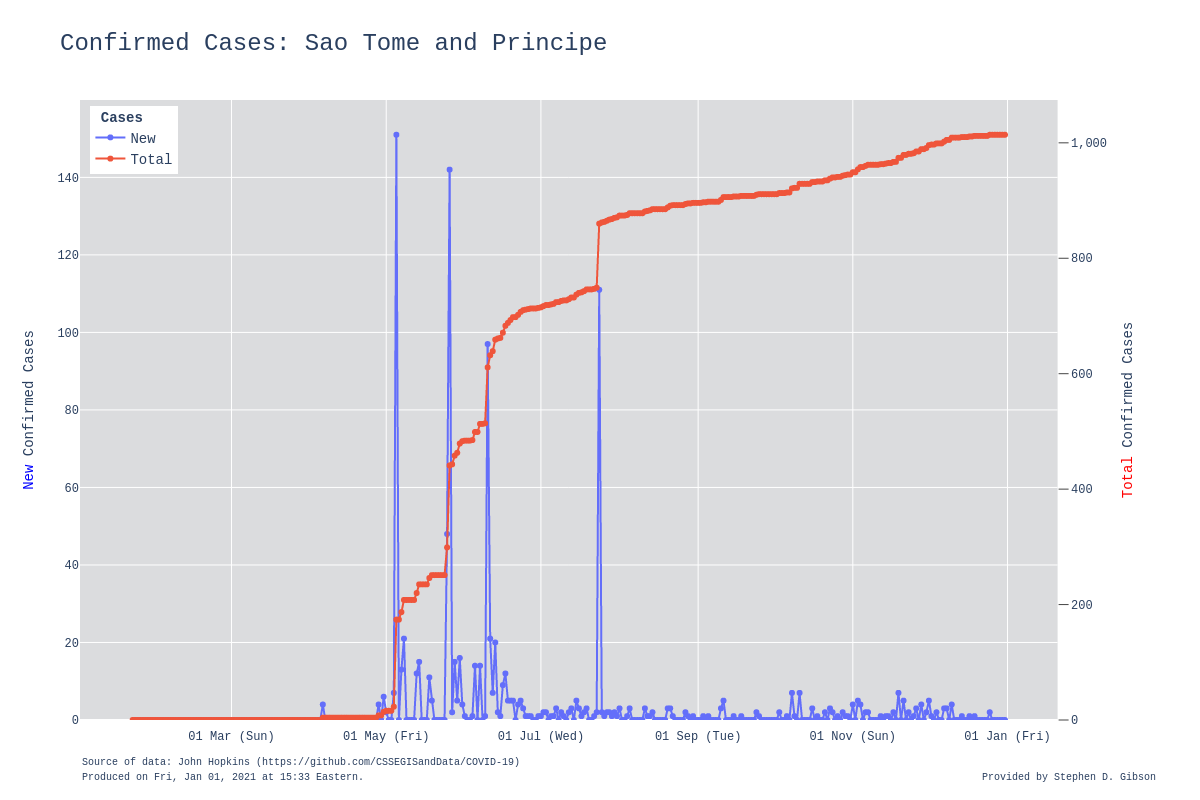 Confirmed Cases: Sao Tome and Principe
Cases
New
Total
140
120
100
80
60
40
20
0
1,000
800
600
400
200
0
New Confirmed Cases
Total Confirmed Cases
01 Mar (Sun) 01 May (Fri) 01 Jul (Wed) 01 Sep (Tue) 01 Nov (Sun) 01 Jan (Fri)
Source of data: John Hopkins (https://github.com/CSSEGISandData/COVID-19)
Produced on Fri, Jan 01, 2021 at 15:33 Eastern.
Provided by Stephen D. Gibson